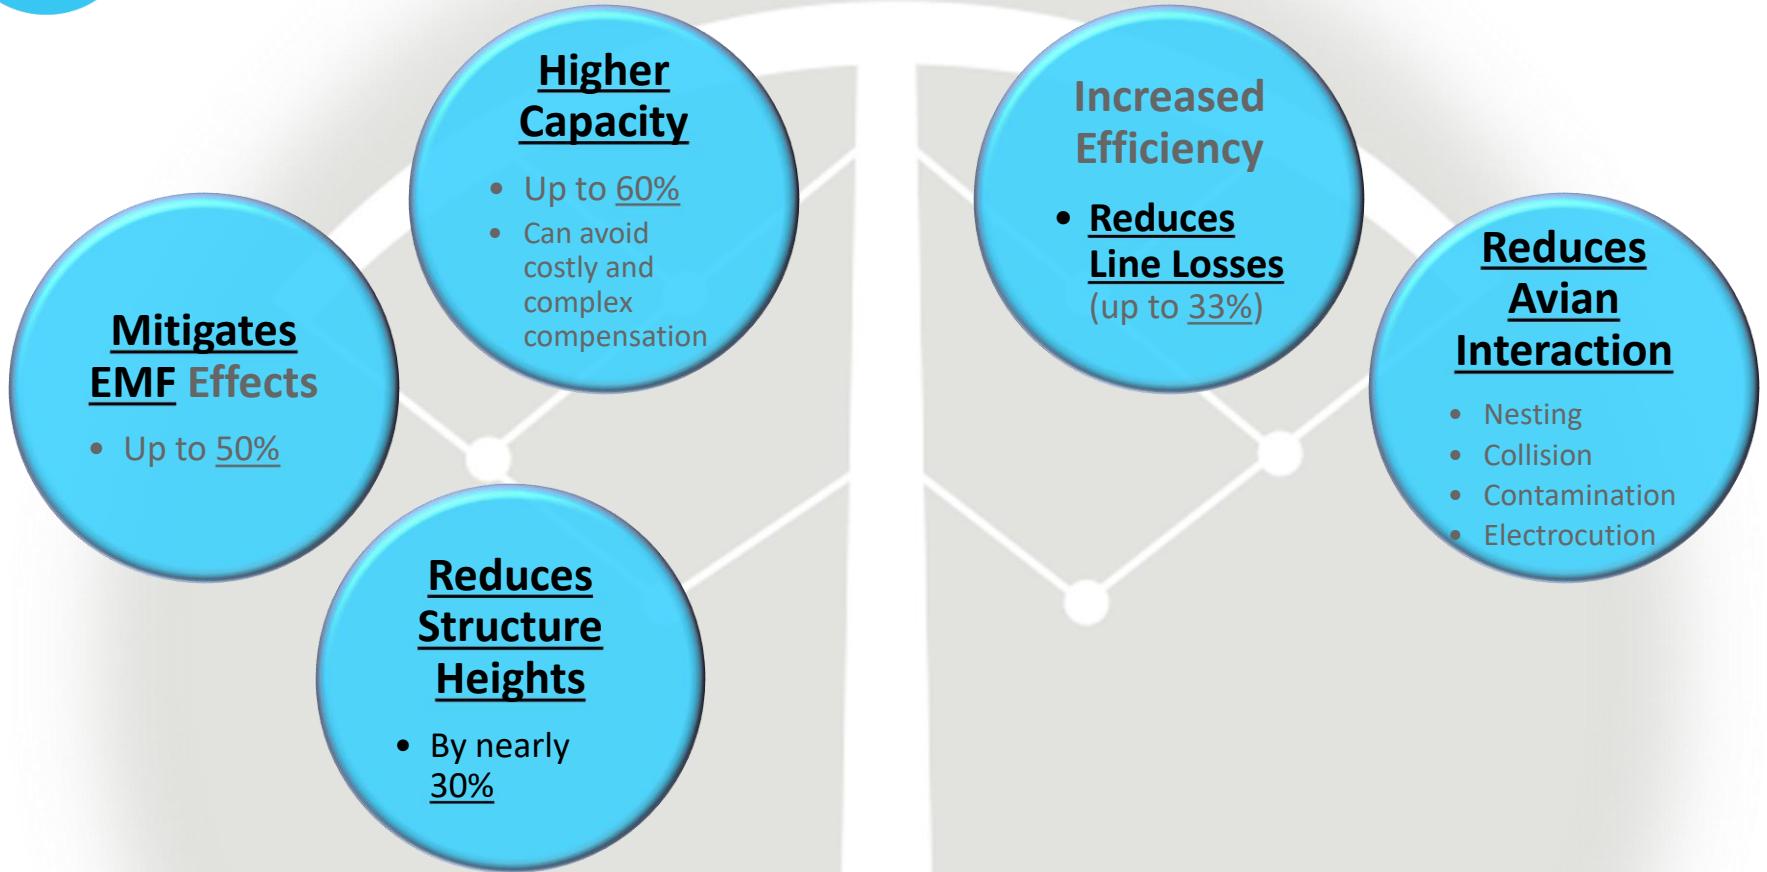 Higher
Capacity
• Up to 60%
• Can avoid
costly and
complex
compensation
Increased
Efficiency
• Reduces
Line Losses
(up to 33%)
Mitigates
EMF Effects
• Up to 50%
Reduces
Avian
Interaction
• Nesting
• Collision
• Contamination
• Electrocution
Reduces
Structure
Heights
• By nearly
30%